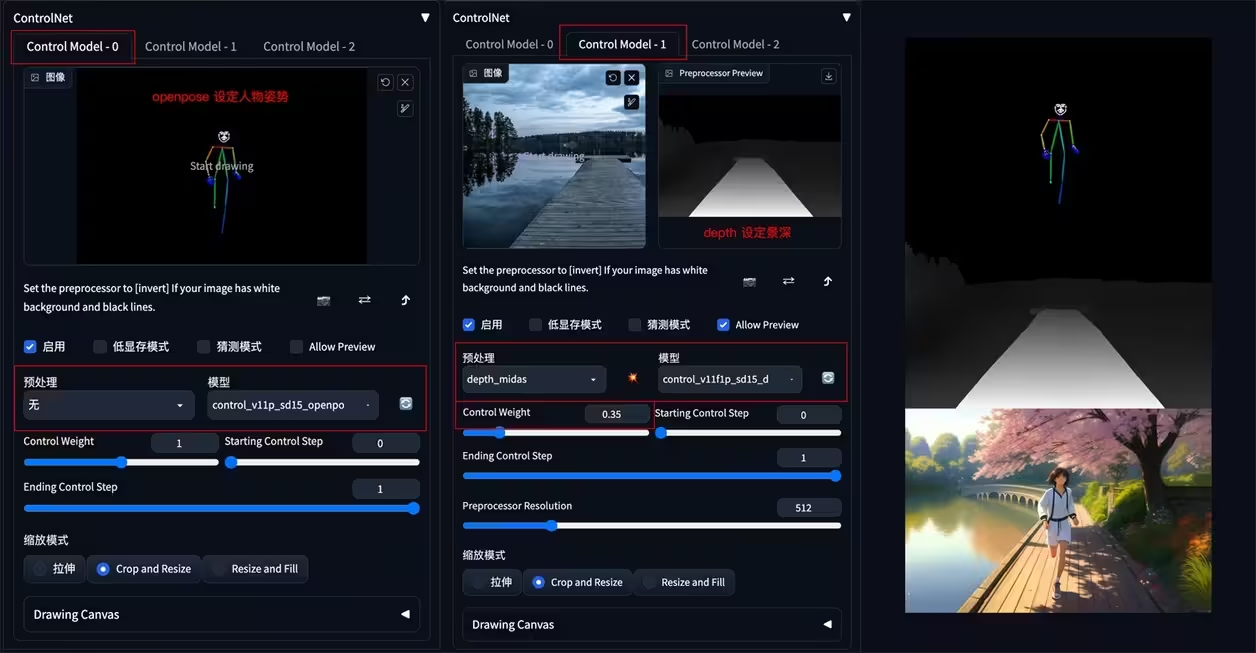 ControlNet
Control Model - 0
Control Model - 1
Control Model - 2
图像
openpose 设定人物姿势
Start drawing
Set the preprocessor to [invert] If your image has white
background and black lines.
启用
低显存模式
猜测模式
Allow Preview
预处理
模型
无
control_v11p_sd15_openpo
Control Weight
1
Starting Control Step
0
Ending Control Step
1
缩放模式
拉伸
Crop and Resize
Resize and Fill
Drawing Canvas
ControlNet
Control Model - 0
Control Model - 1
Control Model - 2
图像
Start drawing
Preprocessor Preview
depth 设定景深
Set the preprocessor to [invert] If your image has white
background and black lines.
启用
低显存模式
猜测模式
Allow Preview
预处理
模型
depth_midas
control_v11f1p_sd15_d
Control Weight
0.35
Starting Control Step
0
Ending Control Step
1
Preprocessor Resolution
512
缩放模式
拉伸
Crop and Resize
Resize and Fill
Drawing Canvas